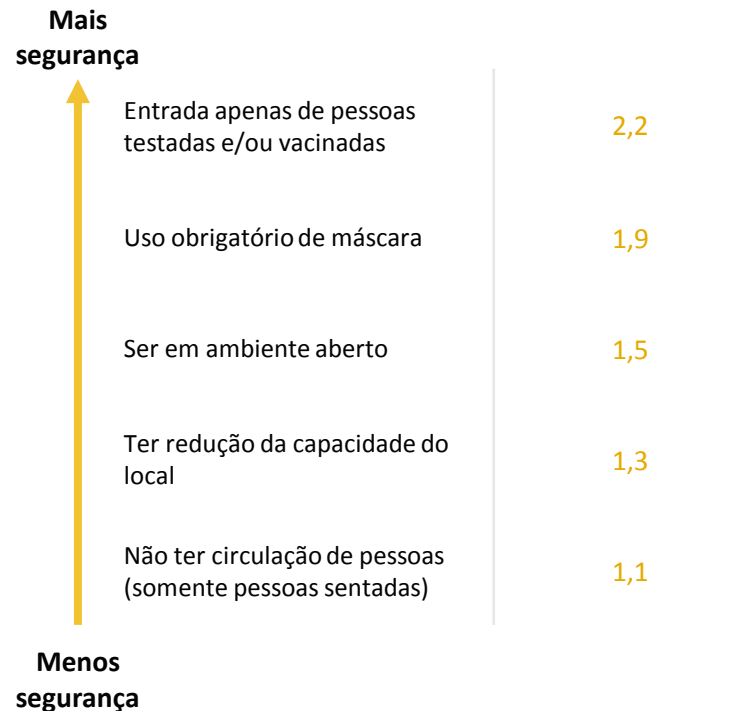 Mais
segurança
Entrada apenas de pessoas
testadas e/ou vacinadas
2,2
Uso obrigatório de máscara
1,9
Ser em ambiente aberto
1,5
Ter redução da capacidade do
local
1,3
Não ter circulação de pessoas
(somente pessoas sentadas)
1,1
Menos
segurança